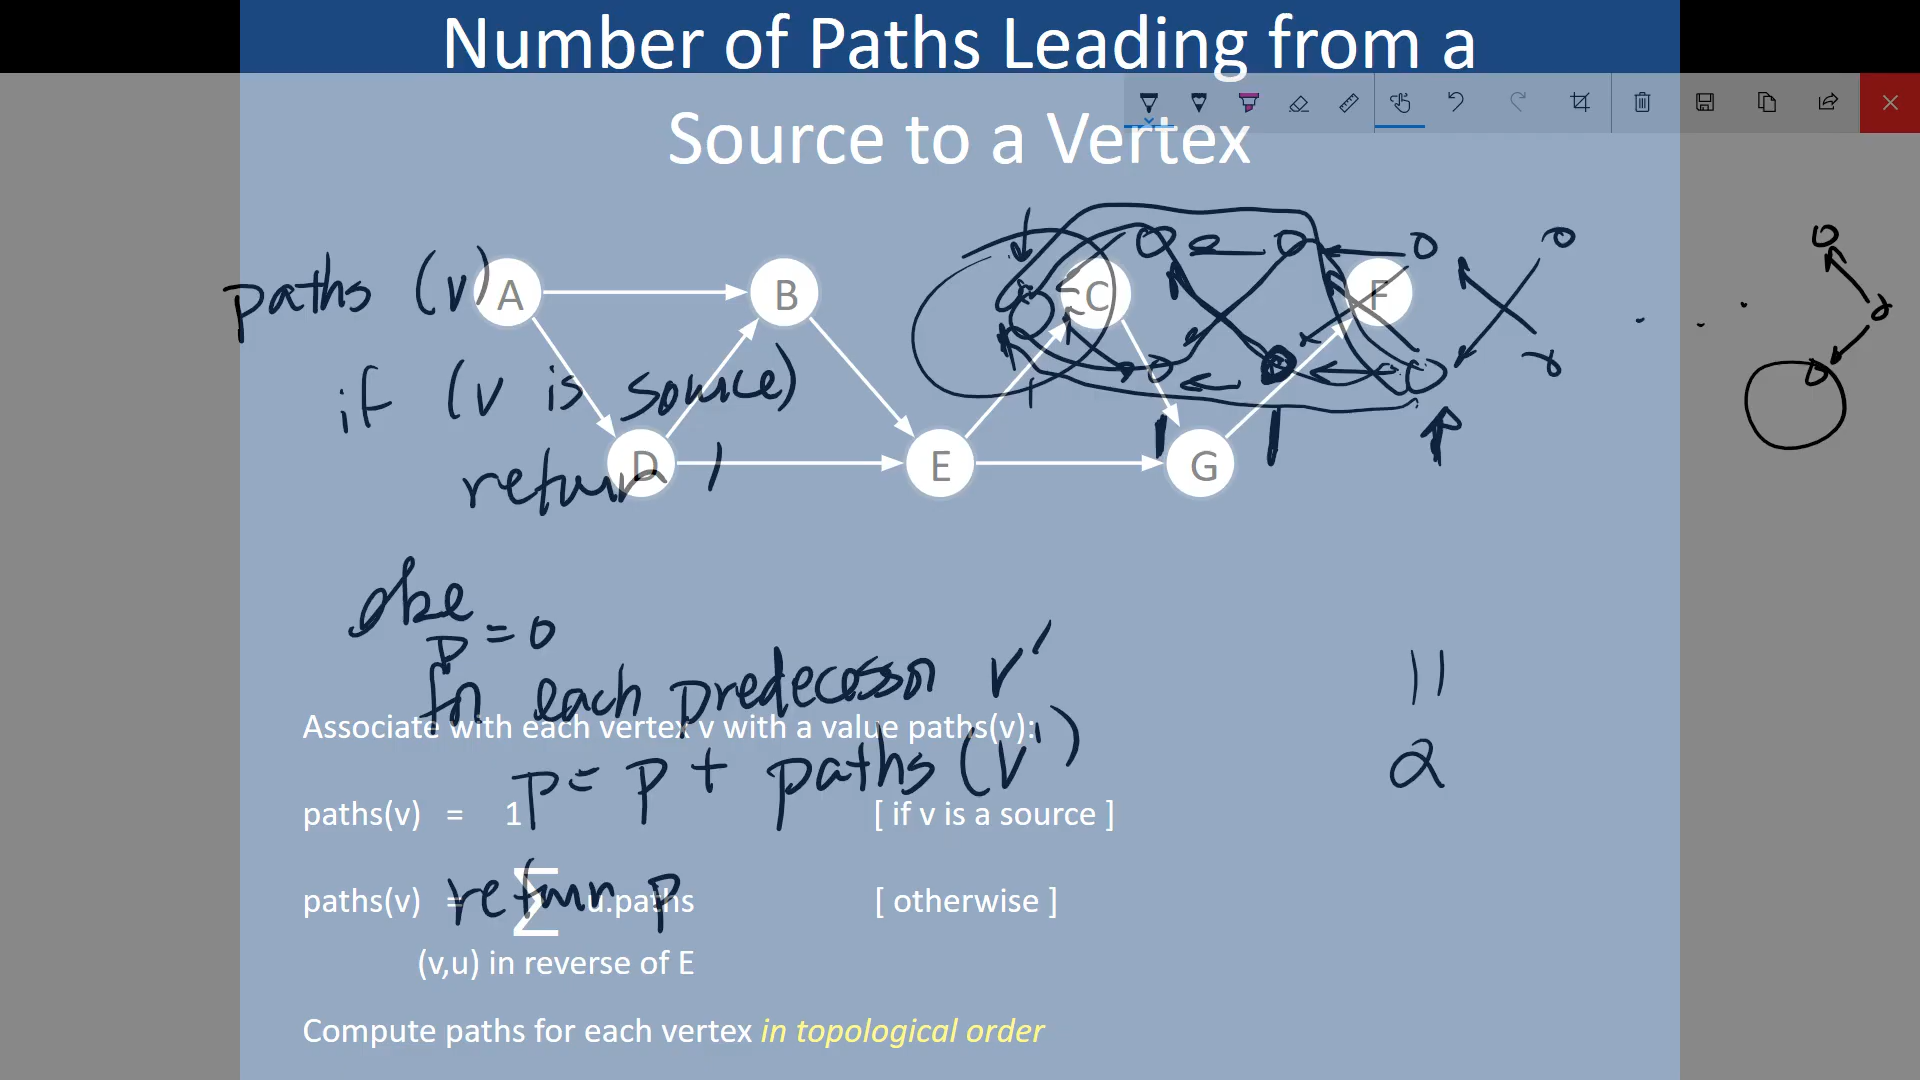 Number of Paths Leading from a
Source to a Vertex
paths (v)
A B C F
if (v is source)
D E G
return 1
else
p = 0
for each predecessor v'
Associate with each vertex v with a value paths(v):
p = p + paths (v')
paths(v) = 1 [ if v is a source ]
return p
paths(v) = ∑ u.paths [ otherwise ]
(v,u) in reverse of E
Compute paths for each vertex in topological order
2